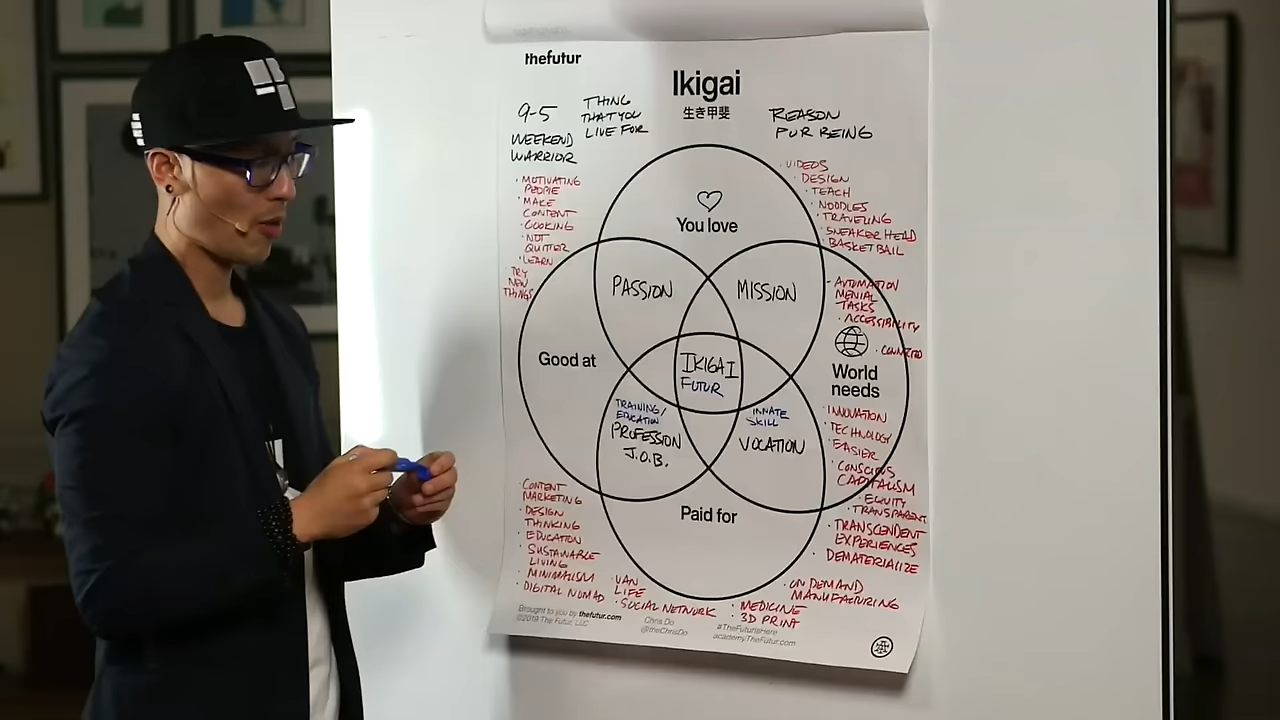 thefutur
Ikigai
生き甲斐
9-5
WEEKEND
WARRIOR
THING
THAT YOU
LIVE FOR
REASON
FUR BEING
• MOTIVATING
PEOPLE
• MAKE
CONTENT
• COOKING
• NOT
QUITTER
• LEARN
TRY
NEW
THINGS
• VIDEOS
• DESIGN
• TEACH
• NOODLES
• TRAVELING
• SNEAKER HEAD
BASKETBALL
You love
PASSION
MISSION
• AUTOMATION
MENIAL
TASKS
• ACCESSIBILITY
• CONNECTED
Good at
IKIGAI
FUTUR
World
needs
TRAINING/
EDUCATION
PROFESSION
J.O.B.
INNATE
SKILL
VOCATION
• INNOVATION
• TECHNOLOGY
• EASIER
• CONSCIOUS
CAPITALISM
• EQUITY
• TRANSPARENT
• TRANSCENDENT
EXPERIENCES
• DEMATERIALIZE
Paid for
CONTENT
MARKETING
• DESIGN
THINKING
• EDUCATION
• SUSTAINABLE
LIVING
• MINIMALISM
• DIGITAL NOMAD
• VAN
LIFE
• SOCIAL NETWORK
• MEDICINE
• 3D PRINT
• ON DEMAND
MANUFACTURING
Brought to you by thefutur.com
©2019 The Futur, LLC
Chris Do
@theChrisDo
#TheFuturIsHere
academy.TheFutur.com